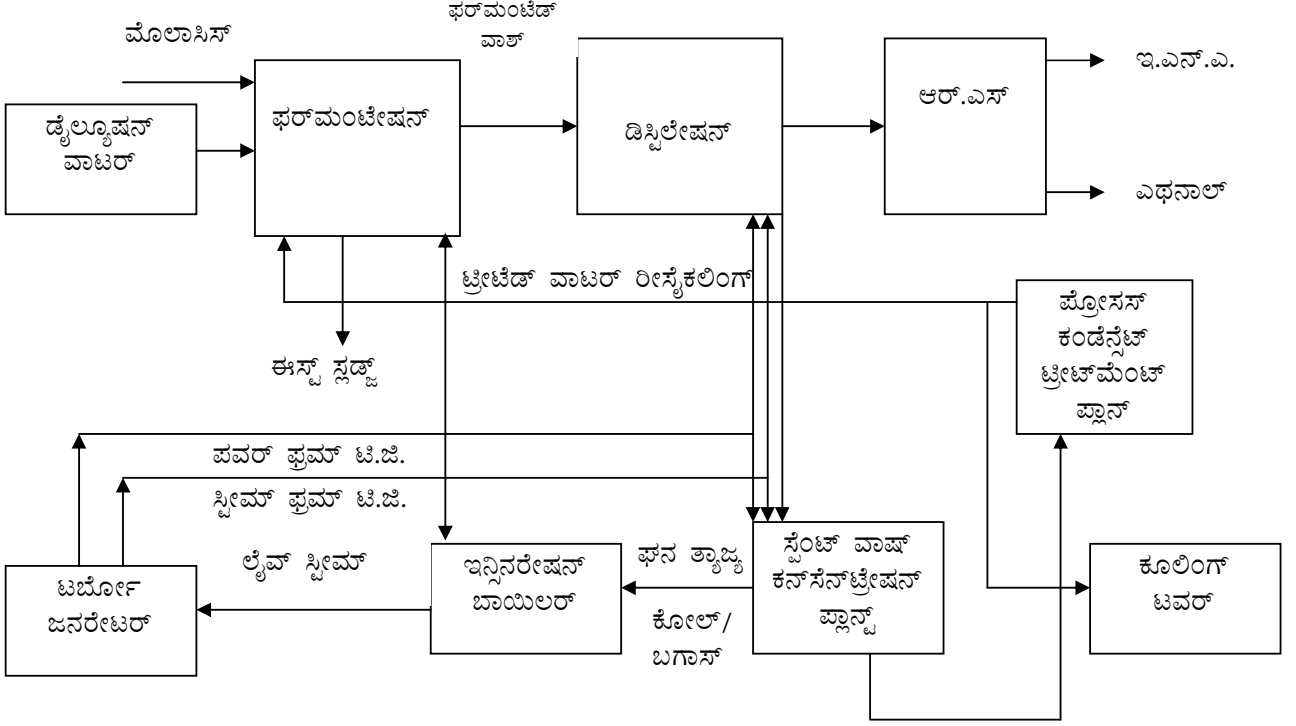 ಫರ್‌ಮಂಟೆಡ್
ವಾಶ್
ಮೊಲಾಸಿಸ್
ಡೈಲ್ಯೂಷನ್
ವಾಟರ್
ಫರ್‌ಮಂಟೇಷನ್
ಡಿಸ್ಟಿಲೇಷನ್
ಆರ್.ಎಸ್
ಇ.ಎನ್.ಎ.
ಎಥನಾಲ್
ಟ್ರೀಟೆಡ್ ವಾಟರ್ ರೀಸೈಕಲಿಂಗ್
ಪ್ರೋಸಸ್
ಕಂಡೆನ್ಸೆಟ್
ಟ್ರೀಟ್‌ಮೆಂಟ್
ಪ್ಲಾನ್
ಈಸ್ಟ್ ಸ್ಲಡ್ಜ್
ಪವರ್ ಫ್ರಮ್ ಟಿ.ಜಿ.
ಸ್ಟೀಮ್ ಫ್ರಮ್ ಟಿ.ಜಿ.
ಲೈವ್ ಸ್ಟೀಮ್
ಟರ್ಬೋ
ಜನರೇಟರ್
ಇನ್ಸಿನರೇಷನ್
ಬಾಯಿಲರ್
ಘನ ತ್ಯಾಜ್ಯ
ಕೋಲ್/
ಬಗಾಸ್
ಸ್ಪೆಂಟ್ ವಾಷ್
ಕನ್‌ಸೆನ್‌ಟ್ರೇಷನ್
ಪ್ಲಾನ್ಟ್
ಕೂಲಿಂಗ್
ಟವರ್